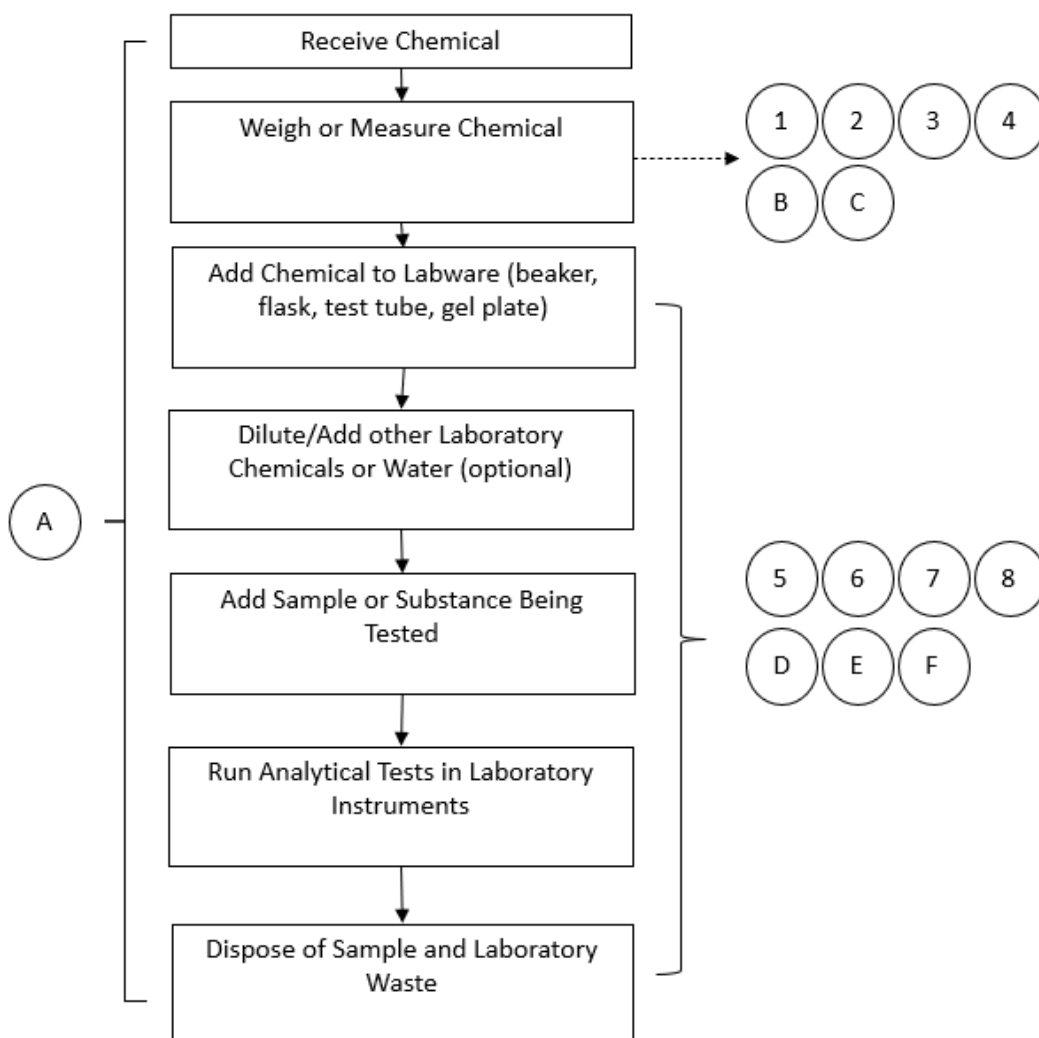 Receive Chemical
Weigh or Measure Chemical
1 2 3 4
B C
Add Chemical to Labware (beaker,
flask, test tube, gel plate)
Dilute/Add other Laboratory
Chemicals or Water (optional)
A
5 6 7 8
D E F
Add Sample or Substance Being
Tested
Run Analytical Tests in Laboratory
Instruments
Dispose of Sample and Laboratory
Waste